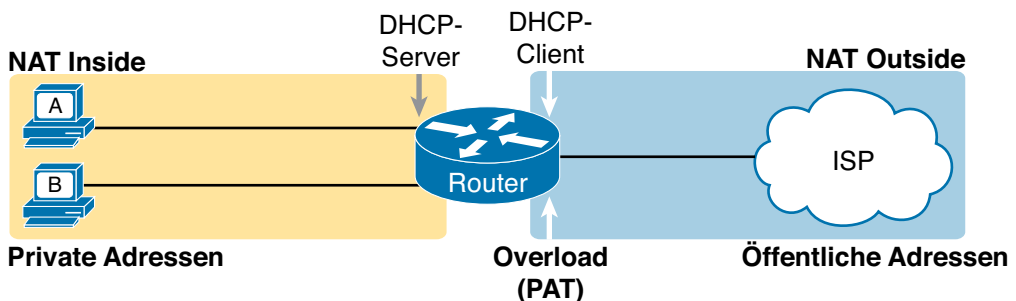 DHCP-
Server
DHCP-
Client
NAT Inside
NAT Outside
A
B
Router
ISP
Private Adressen
Overload
(PAT)
Öffentliche Adressen